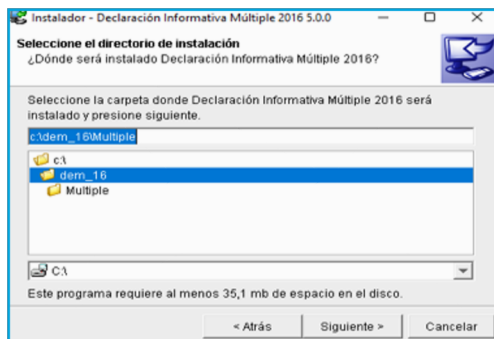 Instalador - Declaración Informativa Múltiple 2016 5.0.0
Seleccione el directorio de instalación
¿Dónde será instalado Declaración Informativa Múltiple 2016?
Seleccione la carpeta donde Declaración Informativa Múltiple 2016 será
instalado y presione siguiente.
c:\dem_16\Multiple
c:\
dem_16
Multiple
C:\
Este programa requiere al menos 35,1 mb de espacio en el disco.
< Atrás
Siguiente >
Cancelar